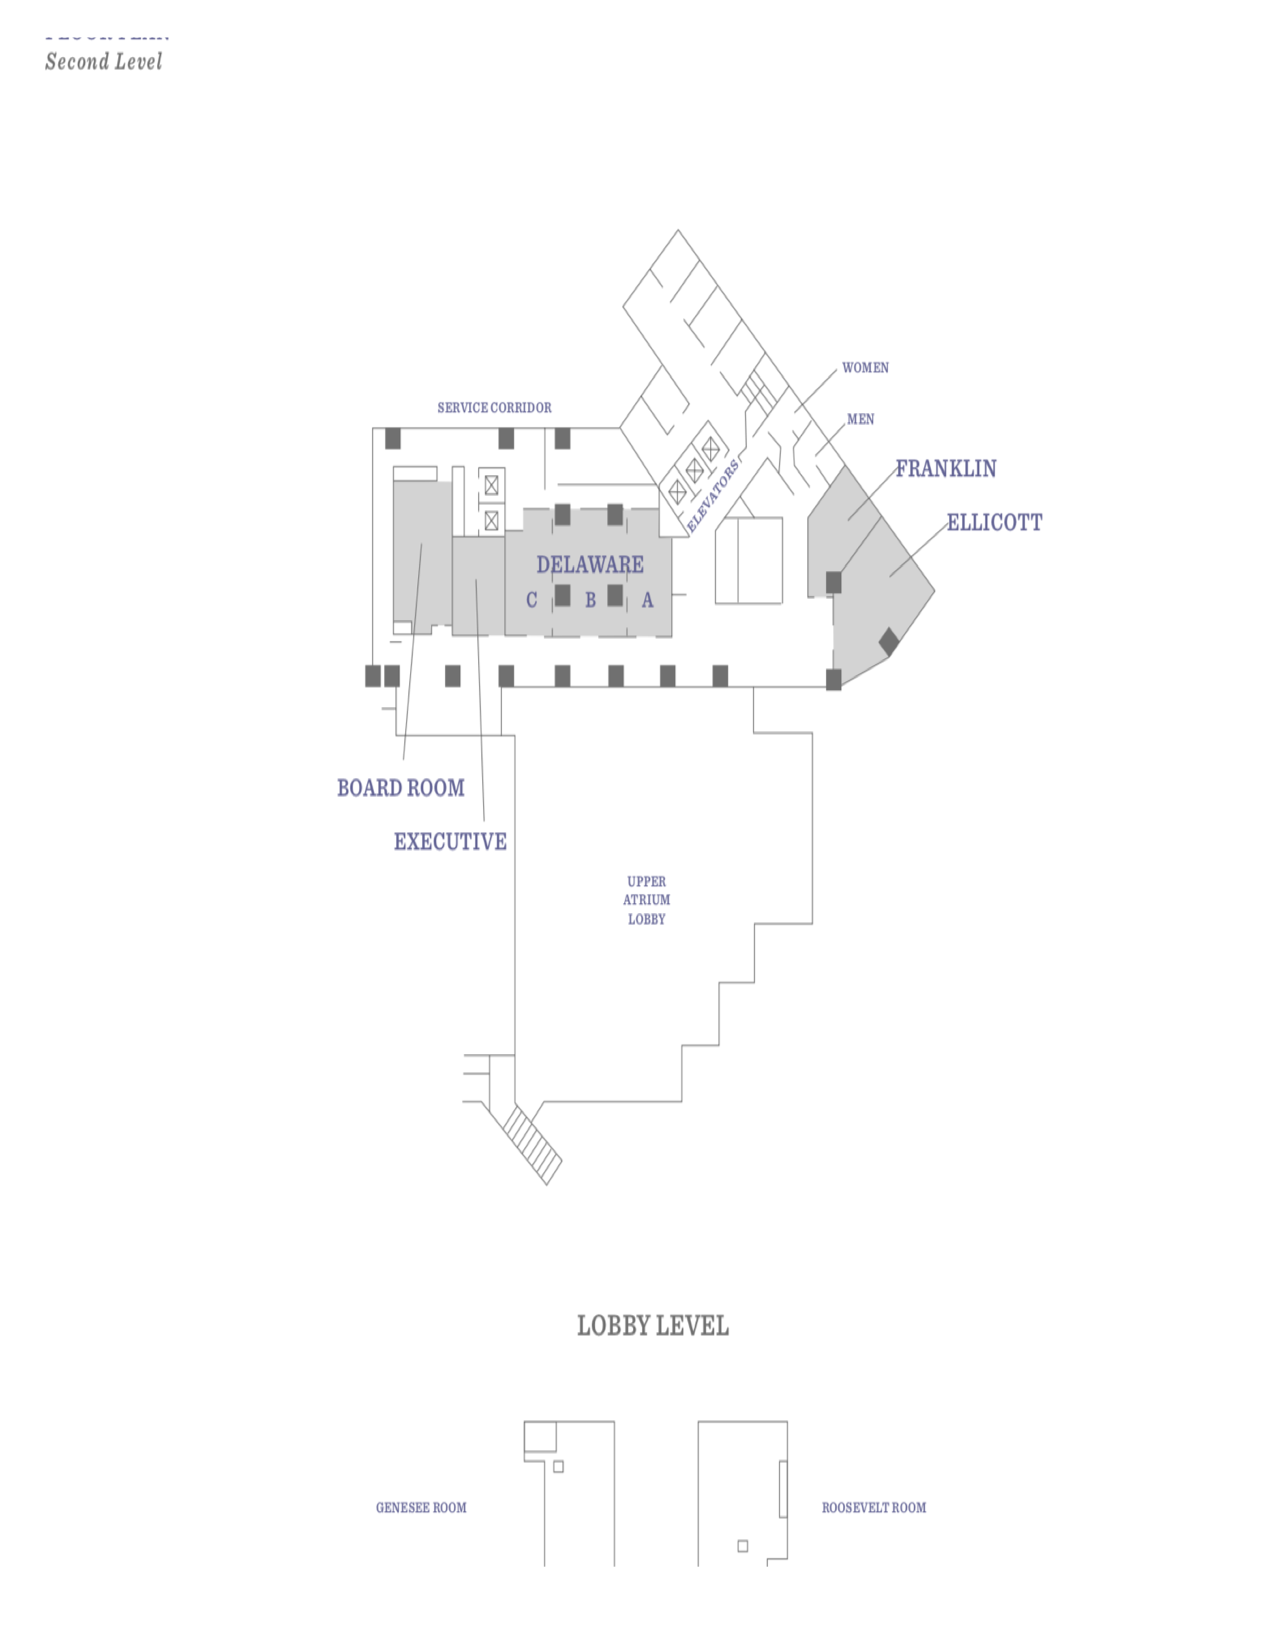 Second Level
WOMEN
SERVICE CORRIDOR
MEN
FRANKLIN
ELEVATORS
ELLICOTT
DELAWARE
C B A
BOARD ROOM
EXECUTIVE
UPPER
ATRIUM
LOBBY
LOBBY LEVEL
GENESEE ROOM
ROOSEVELT ROOM